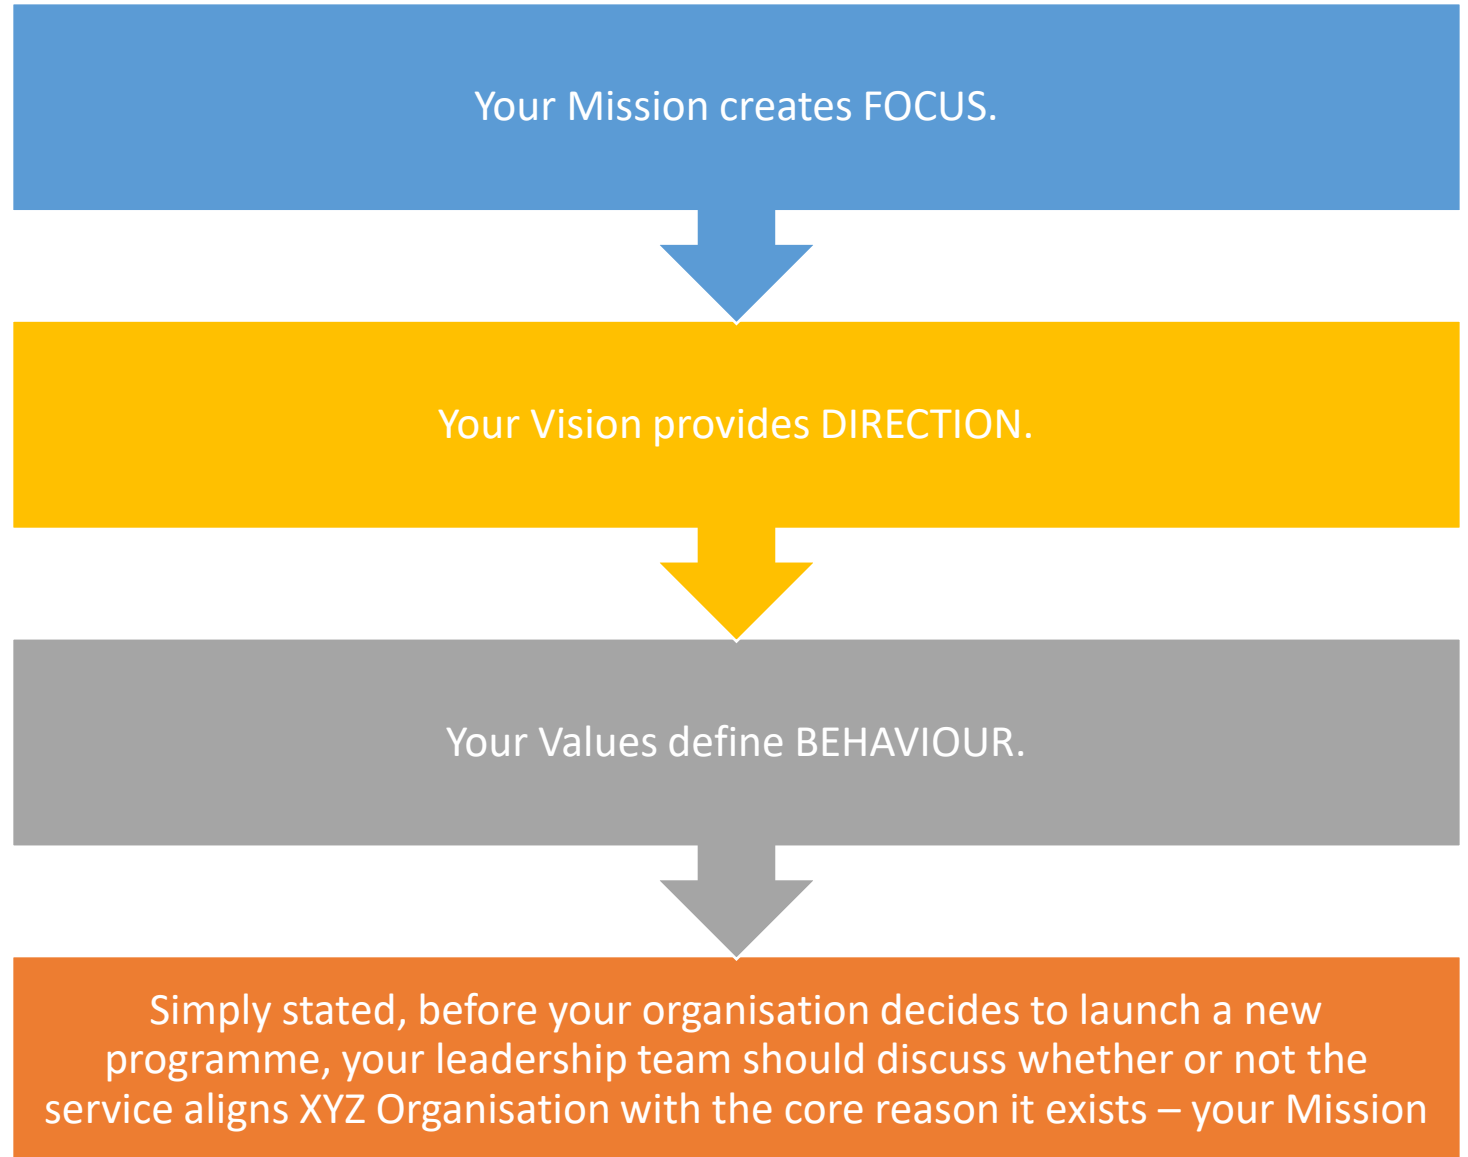 Your Mission creates FOCUS.
Your Vision provides DIRECTION.
Your Values define BEHAVIOUR.
Simply stated, before your organisation decides to launch a new
programme, your leadership team should discuss whether or not the
service aligns XYZ Organisation with the core reason it exists – your Mission